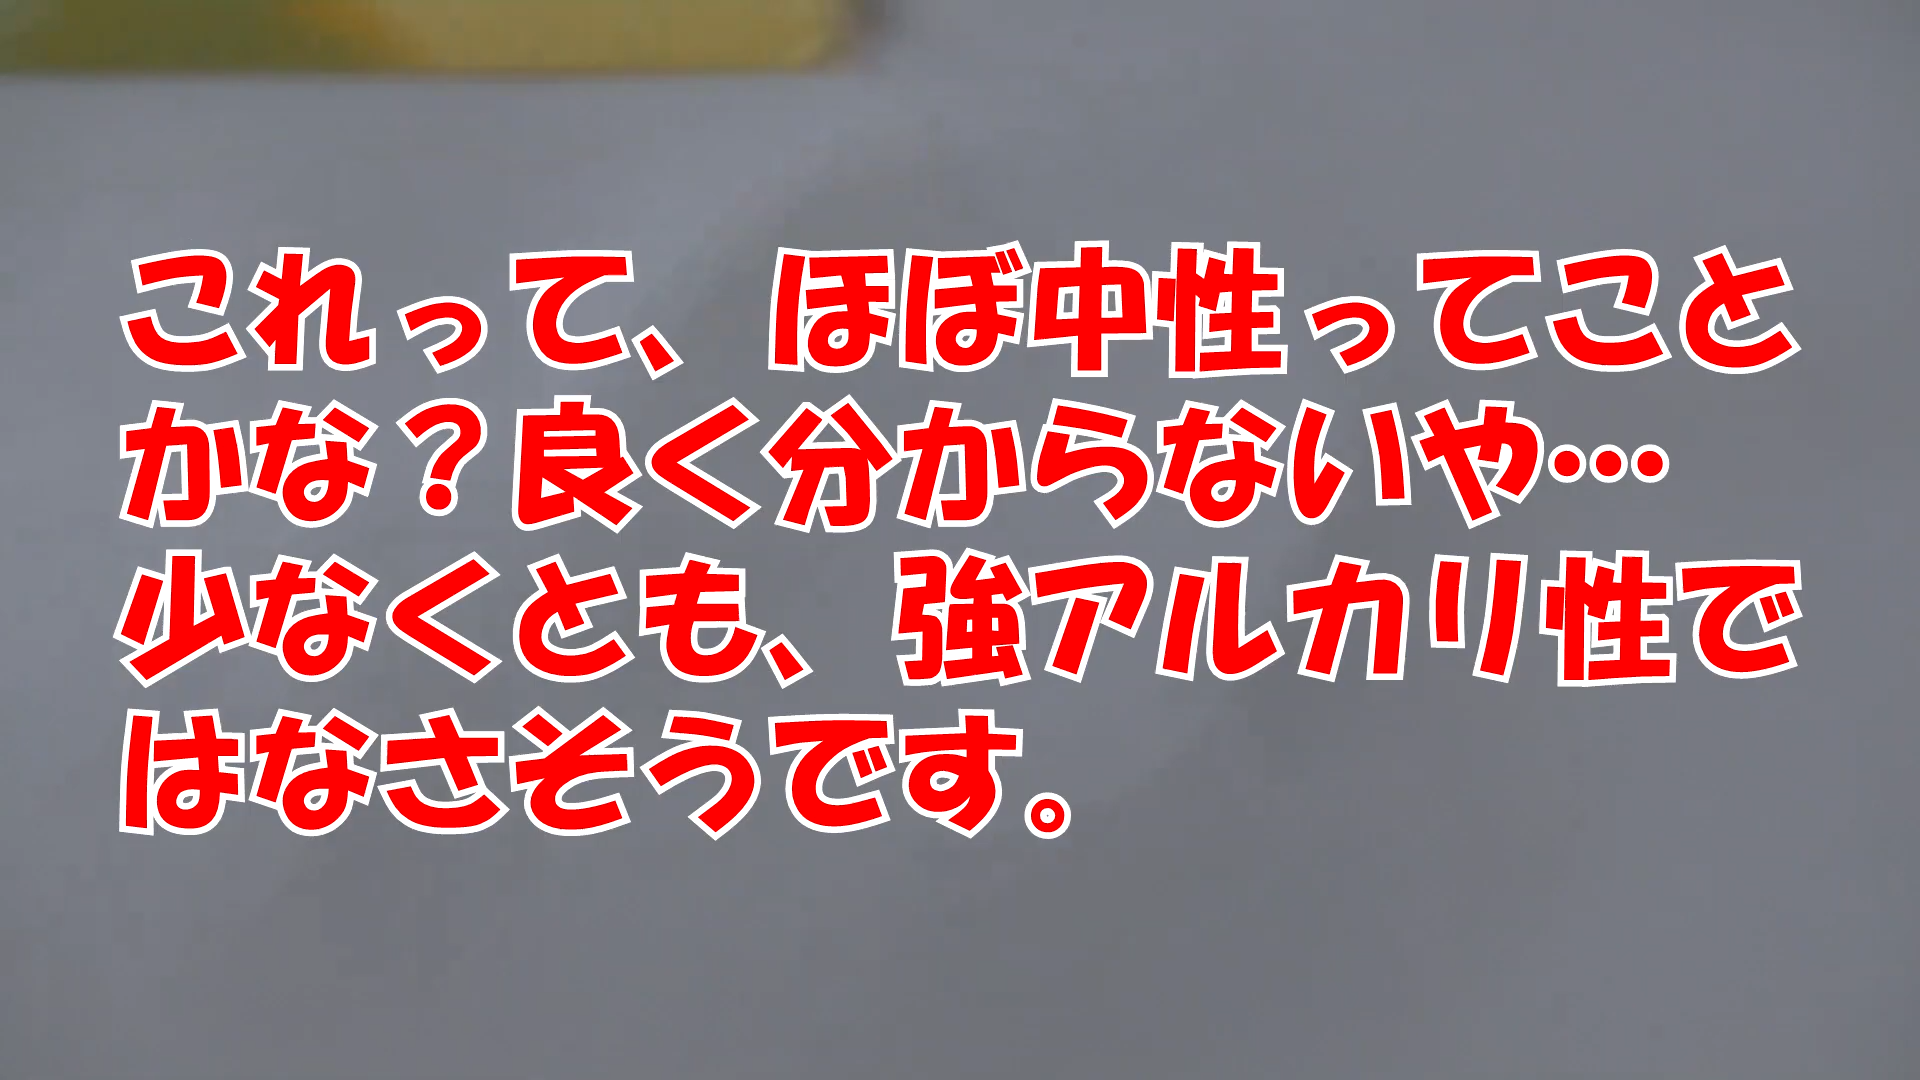 これって、ほぼ中性ってこと
かな？良く分からないや…
少なくとも、強アルカリ性で
はなさそうです。